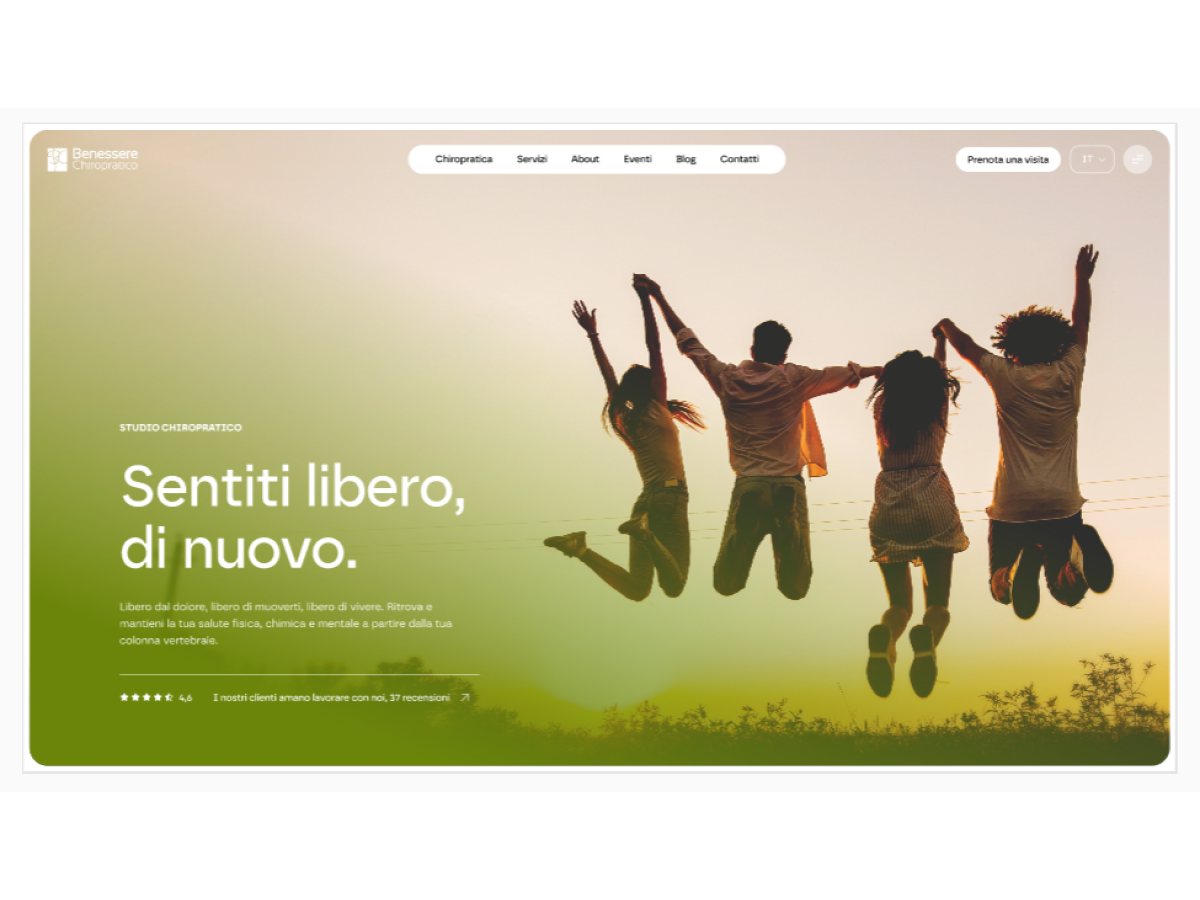 Benessere
Chiropratico
Chiropratica Servizi About Eventi Blog Contatti
Prenota una visita
IT
STUDIO CHIROPRATICO
Sentiti libero,
di nuovo.
Libero dal dolore, libero di muoverti, libero di vivere. Ritrova e
mantieni la tua salute fisica, chimica e mentale a partire dalla tua
colonna vertebrale.
4,6 I nostri clienti amano lavorare con noi, 37 recensioni